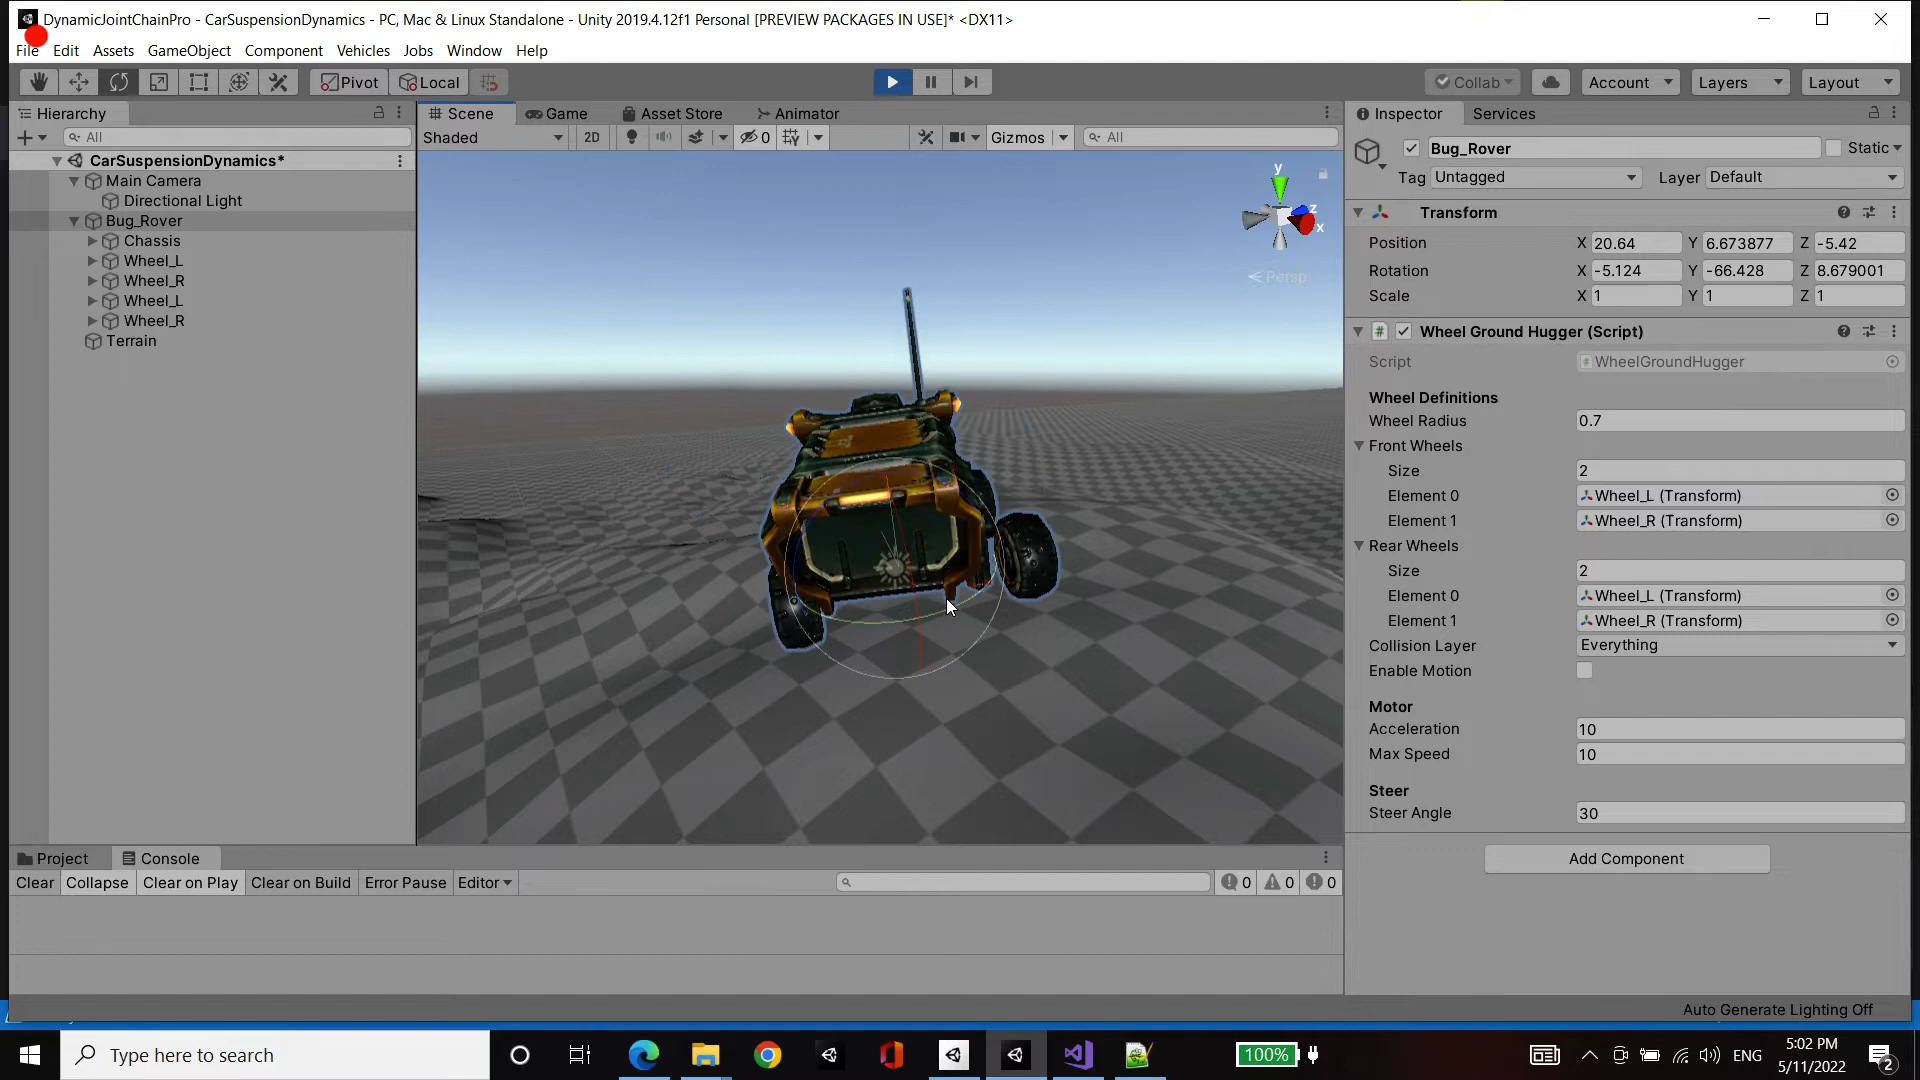 DynamicJointChainPro - CarSuspensionDynamics - PC, Mac & Linux Standalone - Unity 2019.4.12f1 Personal [PREVIEW PACKAGES IN USE]* <DX11>
File Edit Assets GameObject Component Vehicles Jobs Window Help
Pivot Local Collab Account Layers Layout
Hierarchy
All
CarSuspensionDynamics*
Main Camera
Directional Light
Bug_Rover
Chassis
Wheel_L
Wheel_R
Wheel_L
Wheel_R
Terrain
Scene Game Asset Store Animator
Shaded 2D 0 Gizmos All
y
z
x
Persp
Inspector Services
Bug_Rover Static
Tag Untagged Layer Default
Transform
Position X 20.64 Y 6.673877 Z -5.42
Rotation X -5.124 Y -66.428 Z 8.679001
Scale X 1 Y 1 Z 1
# Wheel Ground Hugger (Script)
Script WheelGroundHugger
Wheel Definitions
Wheel Radius 0.7
Front Wheels
Size 2
Element 0 Wheel_L (Transform)
Element 1 Wheel_R (Transform)
Rear Wheels
Size 2
Element 0 Wheel_L (Transform)
Element 1 Wheel_R (Transform)
Collision Layer Everything
Enable Motion
Motor
Acceleration 10
Max Speed 10
Steer
Steer Angle 30
Add Component
Project Console
Clear Collapse Clear on Play Clear on Build Error Pause Editor 0 0 0
Auto Generate Lighting Off
Type here to search
100%
ENG
5:02 PM
5/11/2022
2